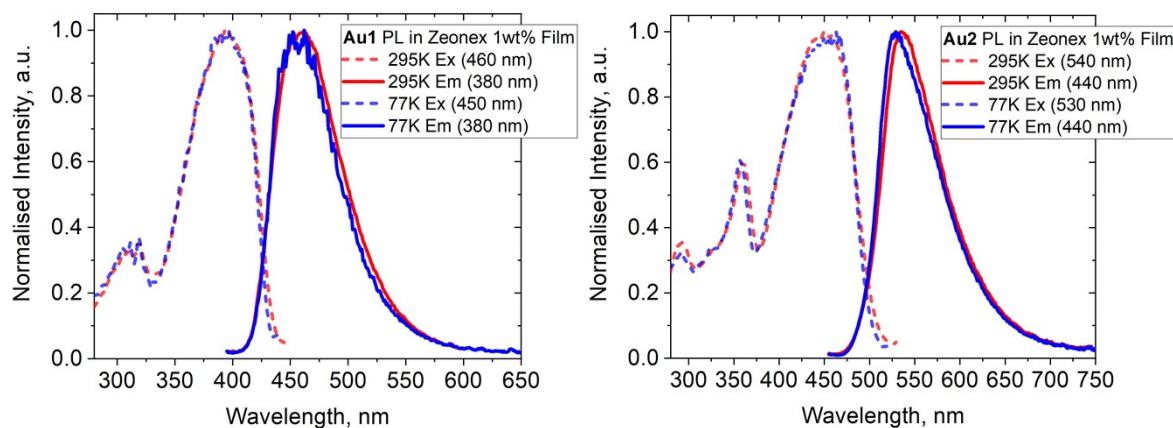 Au1 PL in Zeonex 1wt% Film
295K Ex (460 nm)
295K Em (380 nm)
77K Ex (450 nm)
77K Em (380 nm)
Normalised Intensity, a.u.
1.0
0.8
0.6
0.4
0.2
0.0
300 350 400 450 500 550 600 650
Wavelength, nm
Au2 PL in Zeonex 1wt% Film
295K Ex (540 nm)
295K Em (440 nm)
77K Ex (530 nm)
77K Em (440 nm)
Normalised Intensity, a.u.
1.0
0.8
0.6
0.4
0.2
0.0
300 350 400 450 500 550 600 650 700 750
Wavelength, nm